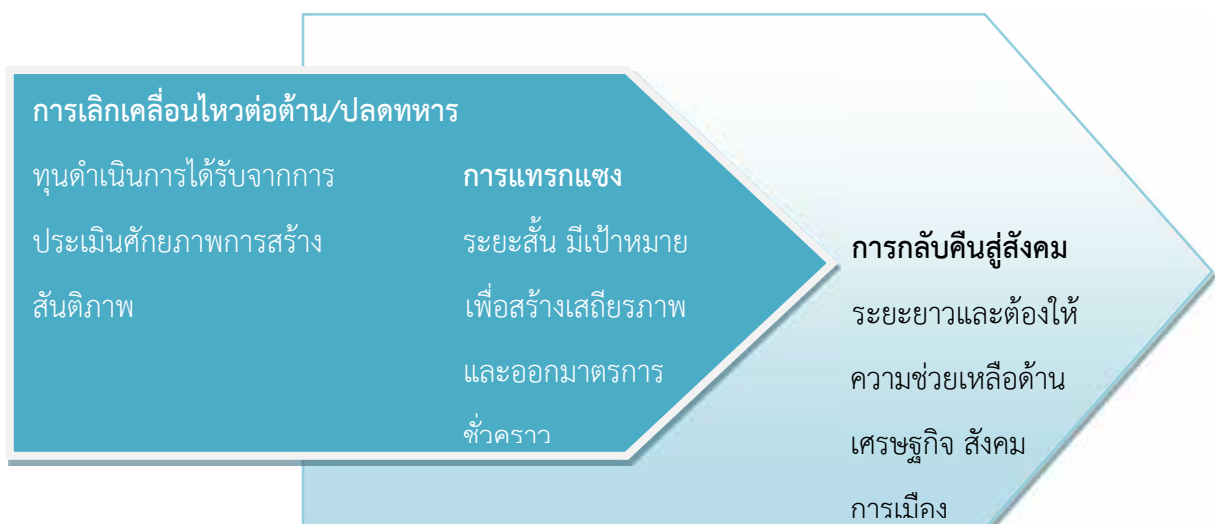 การเลิกเคลื่อนไหวต่อต้าน/ปลดทหาร
ทุนดำเนินการได้รับจากการ
ประเมินศักยภาพการสร้าง
สันติภาพ
การแทรกแซง
ระยะสั้น มีเป้าหมาย
เพื่อสร้างเสถียรภาพ
และออกมาตรการ
ชั่วคราว
การกลับคืนสู่สังคม
ระยะยาวและต้องให้
ความช่วยเหลือด้าน
เศรษฐกิจ สังคม
การเมือง